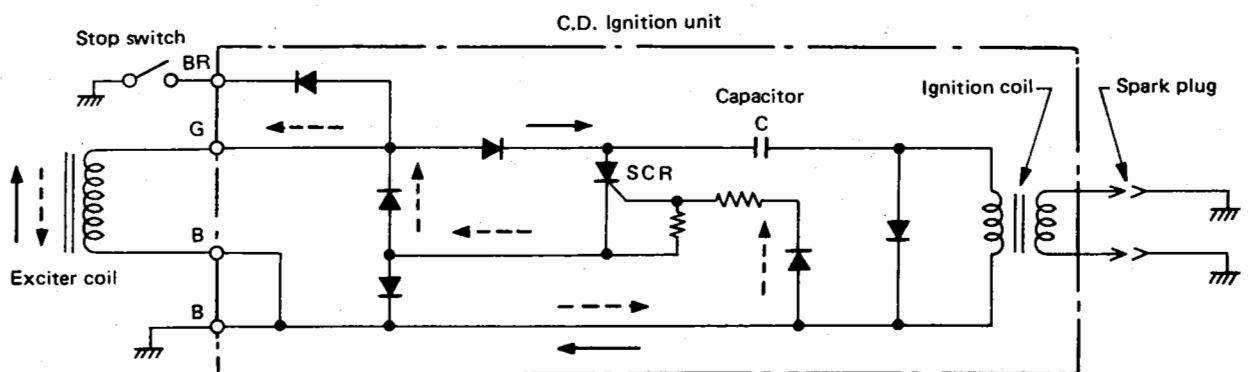 C.D. Ignition unit
Stop switch
BR
Capacitor
C
Ignition coil
Spark plug
G
SCR
B
Exciter coil
B